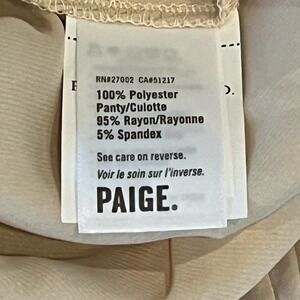 RN#27002 CA#51217
100% Polyester
Panty/Culotte
95% Rayon/Rayonne
5% Spandex
See care on reverse.
Voir le soin sur l'inverse.
PAIGE.